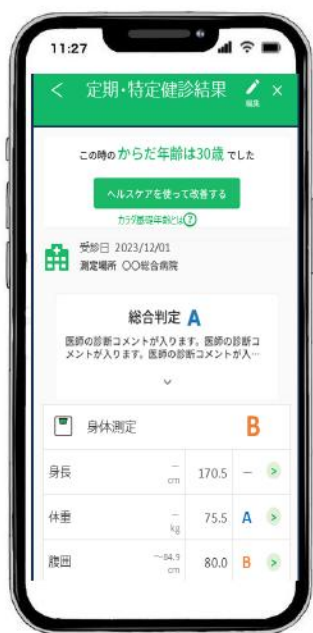 11:27
定期・特定健診結果
編集
この時の からだ年齢は30歳 でした
ヘルスケアを使って改善する
カラダ基礎年齢とは?
受診日 2023/12/01
測定場所 〇〇総合病院
総合判定 A
医師の診断コメントが入ります。医師の診断コ
メントが入ります。医師の診断コメントが入…
身体測定 B
身長 – cm 170.5 –
体重 – kg 75.5 A
腹囲 ~84.9 cm 80.0 B